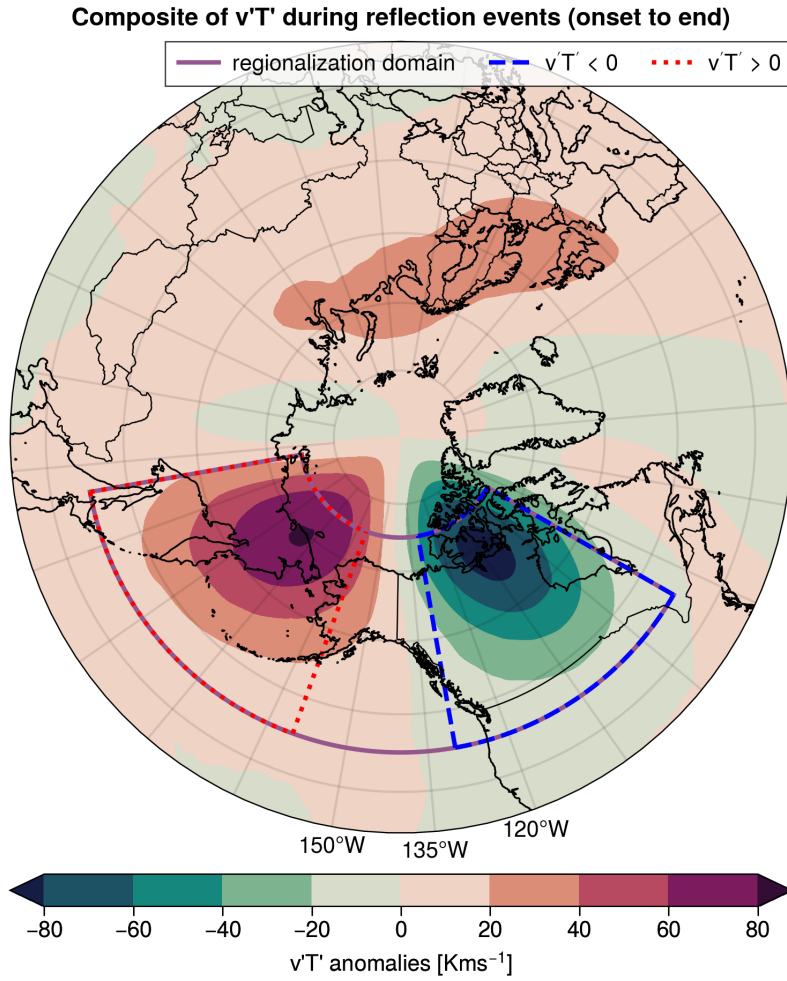 Composite of v'T' during reflection events (onset to end)
regionalization domain
v'T' < 0
v'T' > 0
150°W
135°W
120°W
−80
−60
−40
−20
0
20
40
60
80
v'T' anomalies [Kms⁻¹]